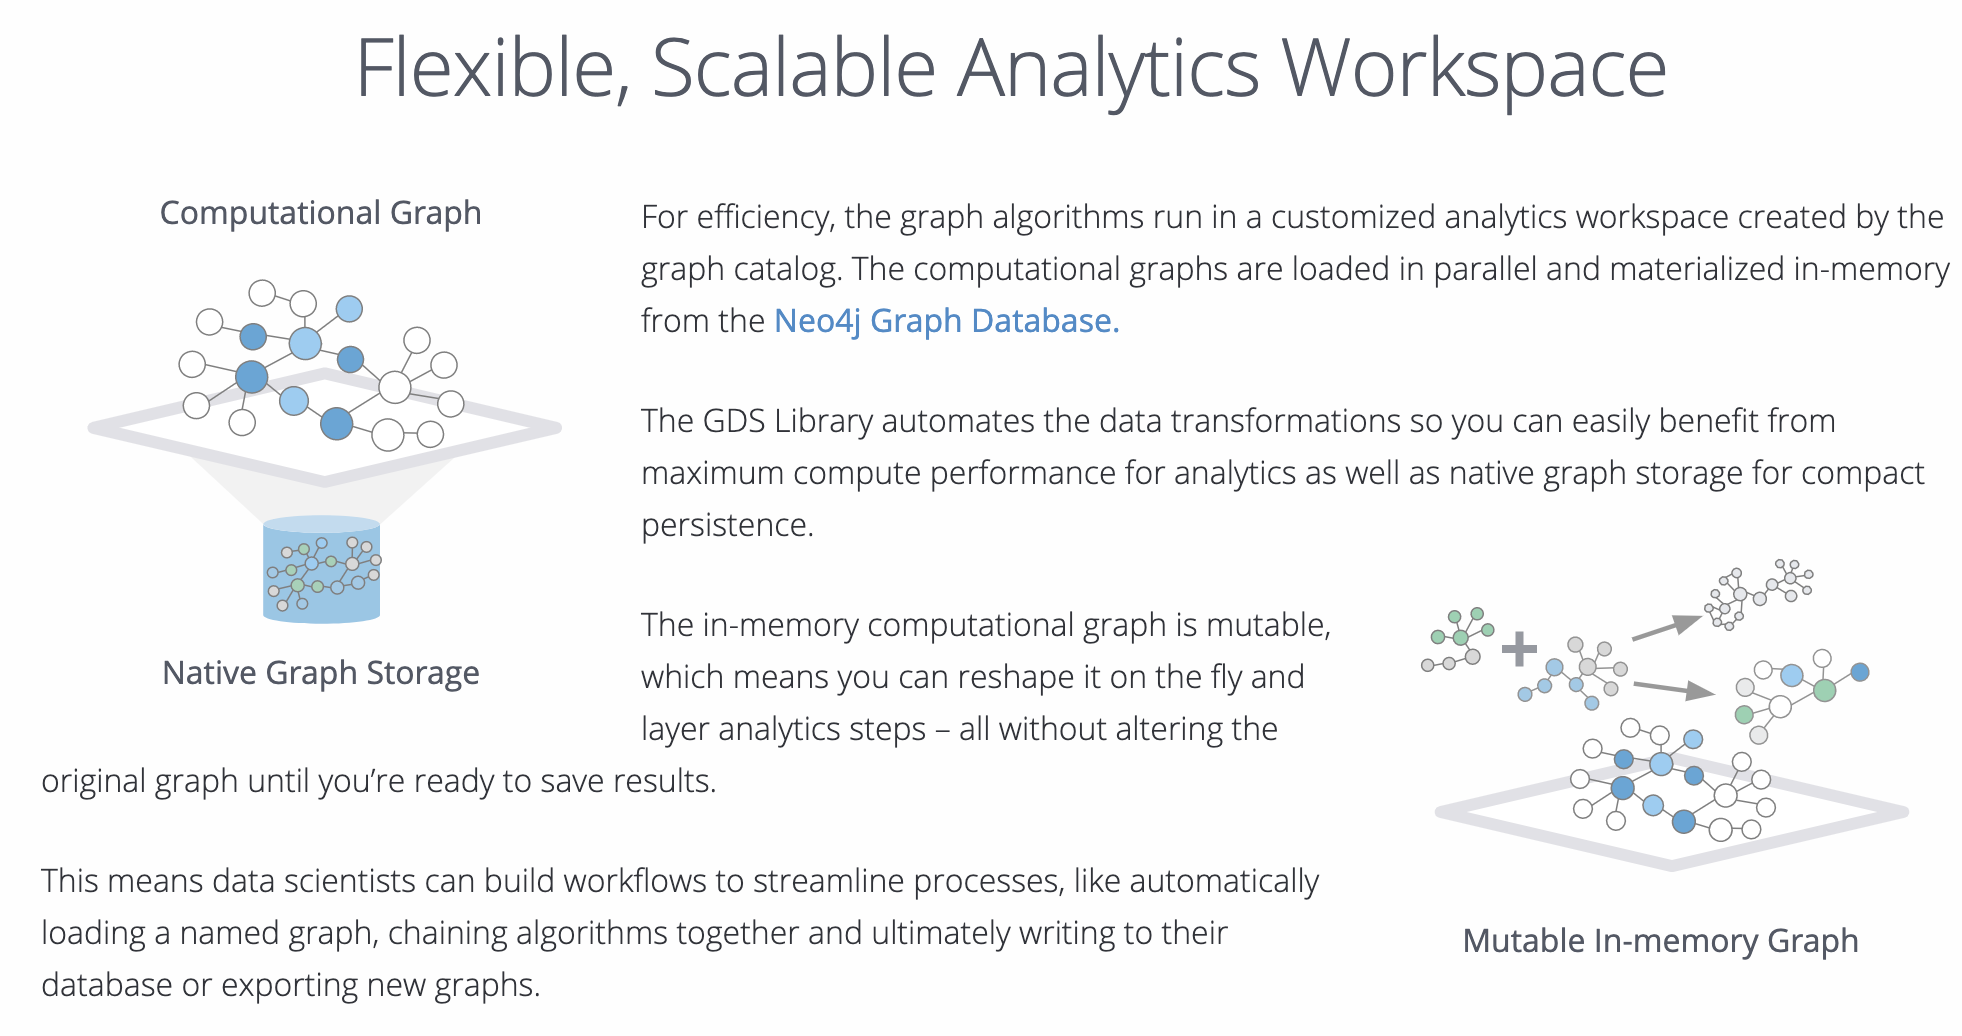 Flexible, Scalable Analytics Workspace
Computational Graph
Native Graph Storage
For efficiency, the graph algorithms run in a customized analytics workspace created by the
graph catalog. The computational graphs are loaded in parallel and materialized in-memory
from the Neo4j Graph Database.
The GDS Library automates the data transformations so you can easily benefit from
maximum compute performance for analytics as well as native graph storage for compact
persistence.
The in-memory computational graph is mutable,
which means you can reshape it on the fly and
layer analytics steps – all without altering the
original graph until you’re ready to save results.
This means data scientists can build workflows to streamline processes, like automatically
loading a named graph, chaining algorithms together and ultimately writing to their
database or exporting new graphs.
Mutable In-memory Graph